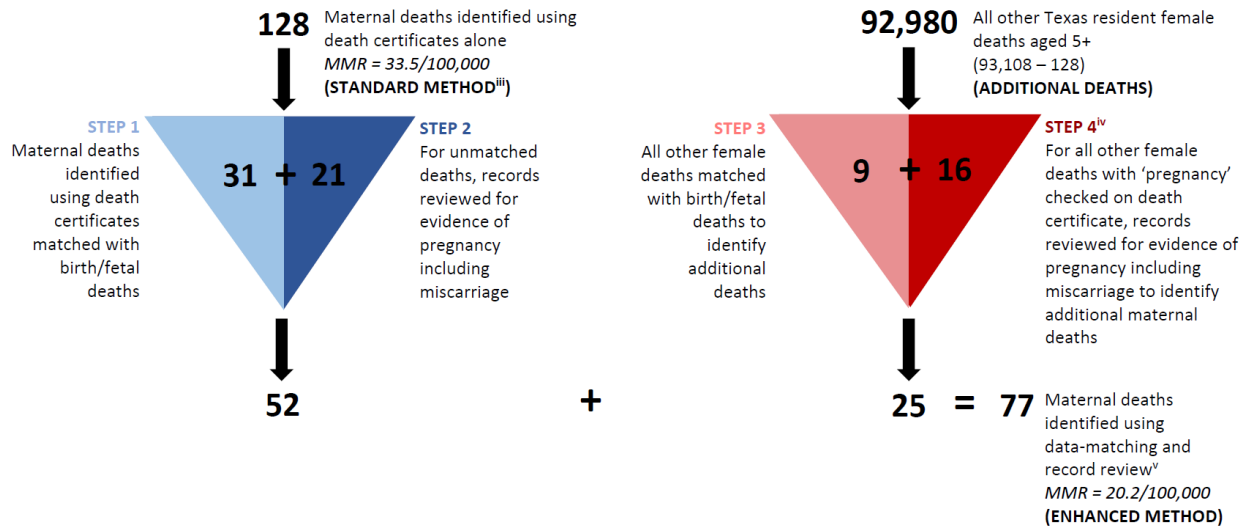 128
Maternal deaths identified using
death certificates alone
MMR = 33.5/100,000
(STANDARD METHODⁱⁱⁱ)
92,980
All other Texas resident female
deaths aged 5+
(93,108 – 128)
(ADDITIONAL DEATHS)
STEP 1
Maternal deaths
identified
using death
certificates
matched with
birth/fetal
deaths
31 + 21
STEP 2
For unmatched
deaths, records
reviewed for
evidence of
pregnancy
including
miscarriage
STEP 3
All other female
deaths matched
with birth/fetal
deaths to
identify
additional
deaths
9 + 16
STEP 4ⁱᵛ
For all other female
deaths with ‘pregnancy’
checked on death
certificate, records
reviewed for evidence of
pregnancy including
miscarriage to identify
additional maternal
deaths
52 + 25 = 77
Maternal deaths
identified using
data-matching and
record reviewᵛ
MMR = 20.2/100,000
(ENHANCED METHOD)